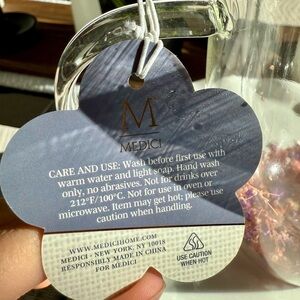 M
MEDICI
CARE AND USE: Wash before first use with
warm water and light soap. Hand wash
only, no abrasives. Not for drinks over
212°F/100°C. Not for use in oven or
microwave. Item may get hot; please use
caution when handling.
WWW.MEDICIHOME.COM
MEDICI - NEW YORK, NY 10018
RESPONSIBLY MADE IN CHINA
FOR MEDICI
USE CAUTION
WHEN HOT